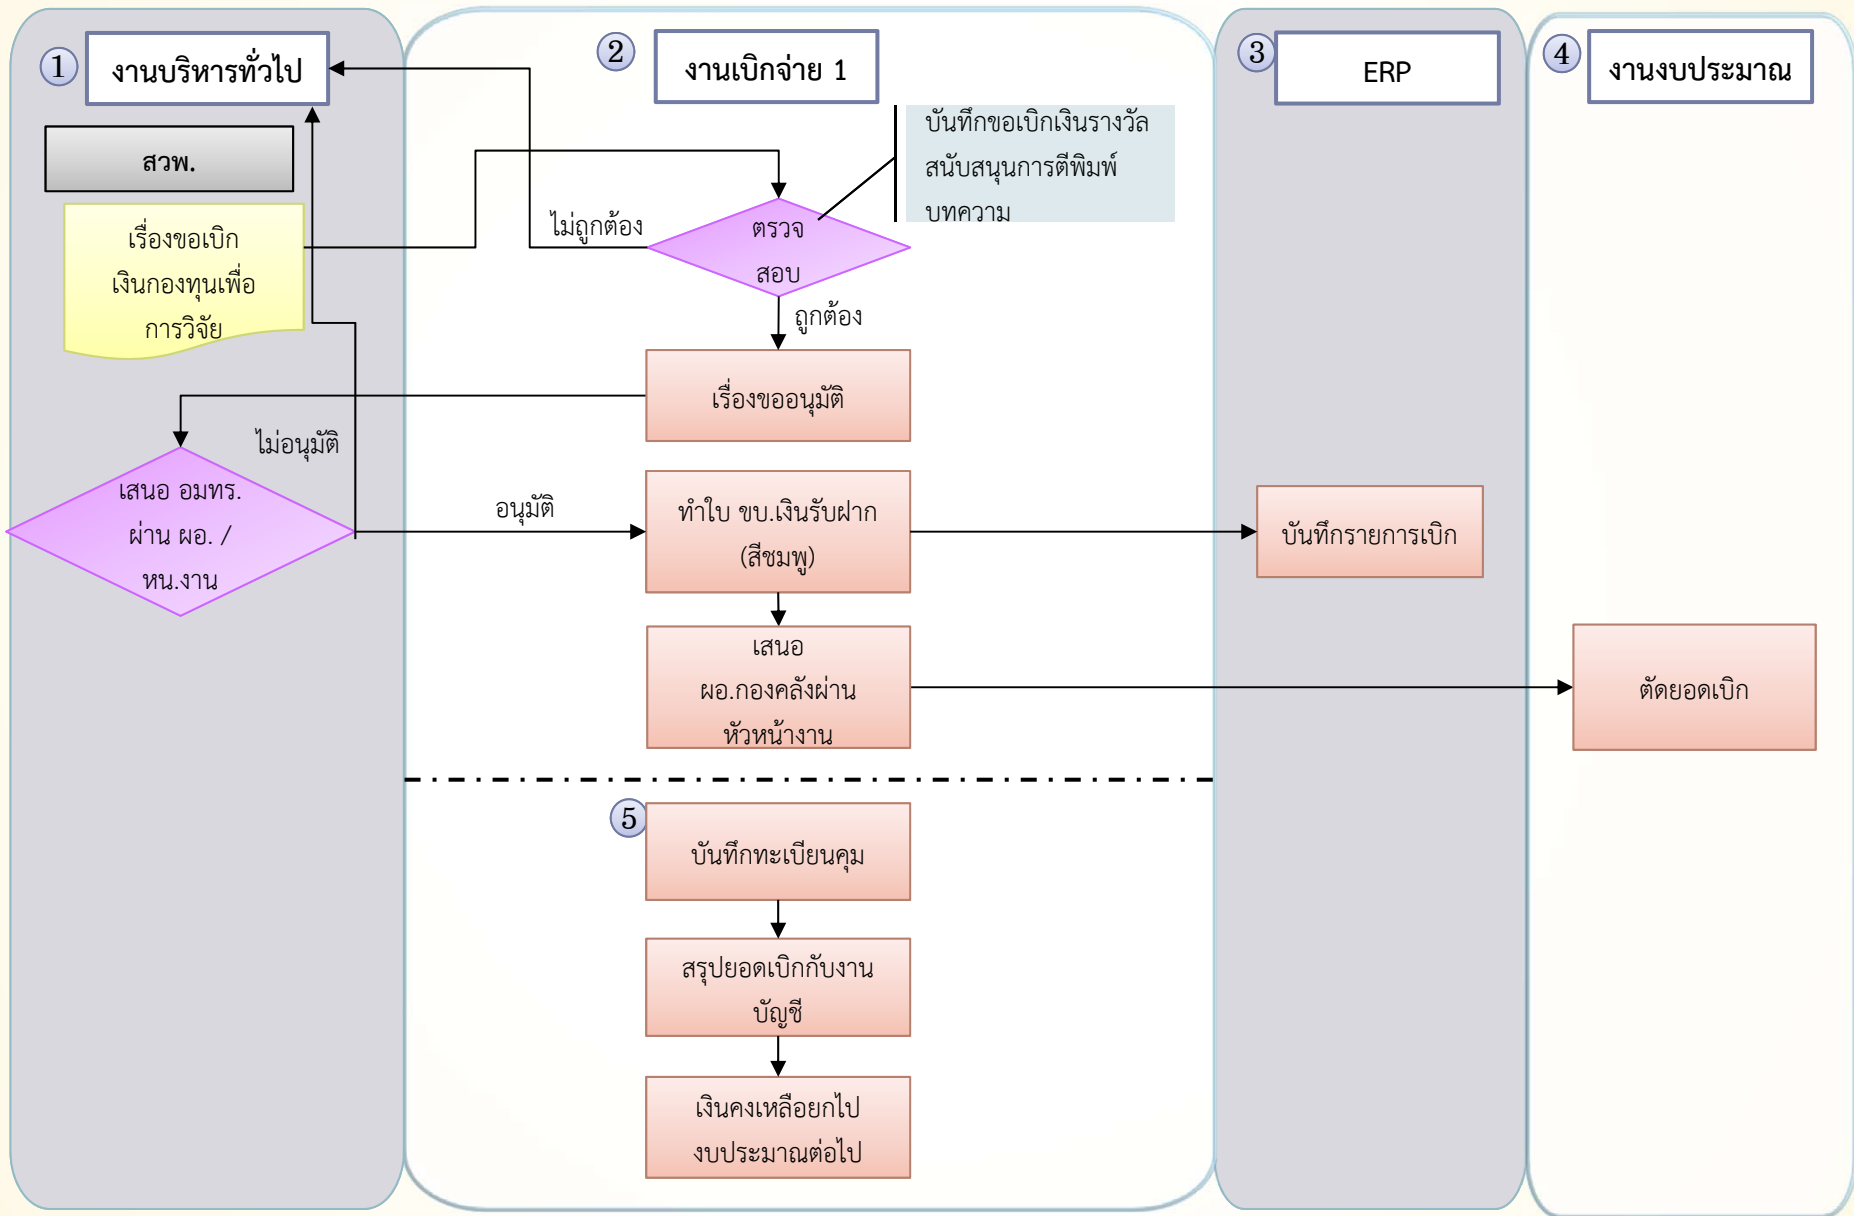 1
งานบริหารทั่วไป
สวพ.
เรื่องขอเบิก
เงินกองทุนเพื่อ
การวิจัย
ไม่อนุมัติ
เสนอ อมทร.
ผ่าน ผอ. /
หน.งาน
อนุมัติ
2
งานเบิกจ่าย 1
บันทึกขอเบิกเงินรางวัล
สนับสนุนการตีพิมพ์
บทความ
ไม่ถูกต้อง
ตรวจ
สอบ
ถูกต้อง
เรื่องขออนุมัติ
ทำใบ ขบ.เงินรับฝาก
(สีชมพู)
เสนอ
ผอ.กองคลังผ่าน
หัวหน้างาน
3
ERP
บันทึกรายการเบิก
4
งานงบประมาณ
ตัดยอดเบิก
5
บันทึกทะเบียนคุม
สรุปยอดเบิกกับงาน
บัญชี
เงินคงเหลือยกไป
งบประมาณต่อไป